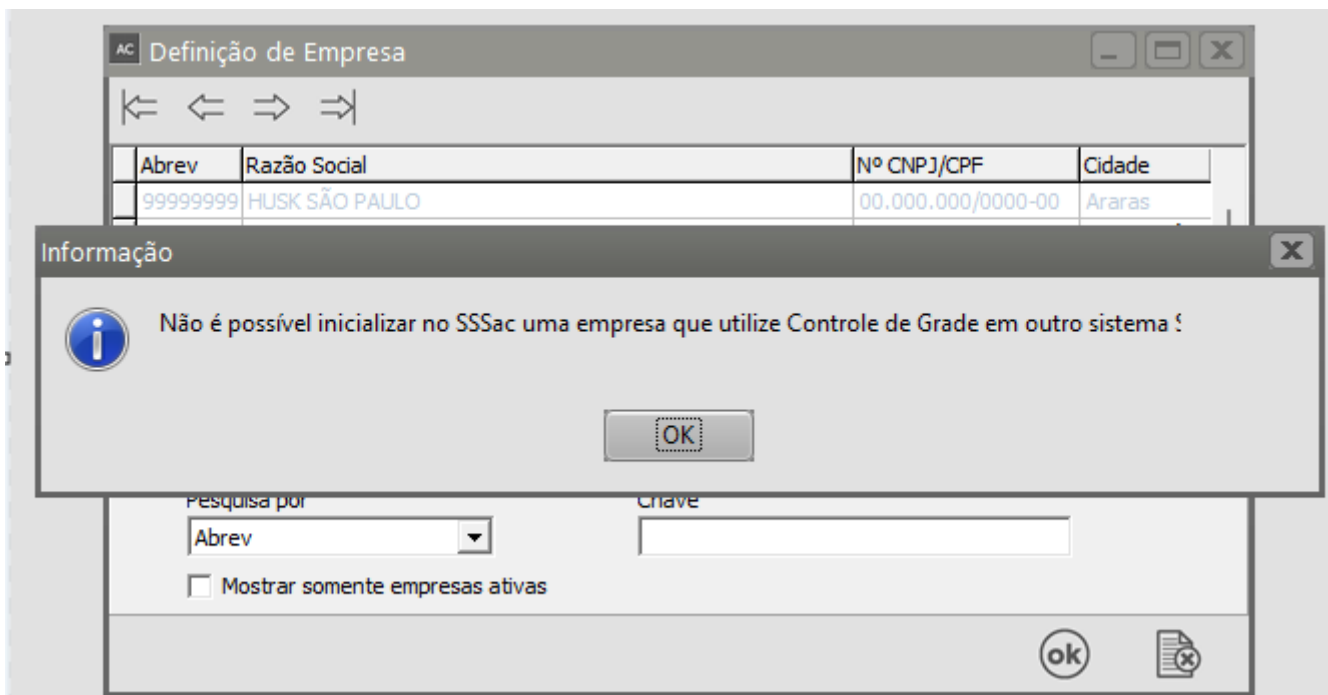 AC Definição de Empresa
Abrev Razão Social Nº CNPJ/CPF Cidade
99999999 HUSK SÃO PAULO 00.000.000/0000-00 Araras
Informação
Não é possível inicializar no SSSac uma empresa que utilize Controle de Grade em outro sistema
OK
Pesquisa por Chave
Abrev
Mostrar somente empresas ativas
ok